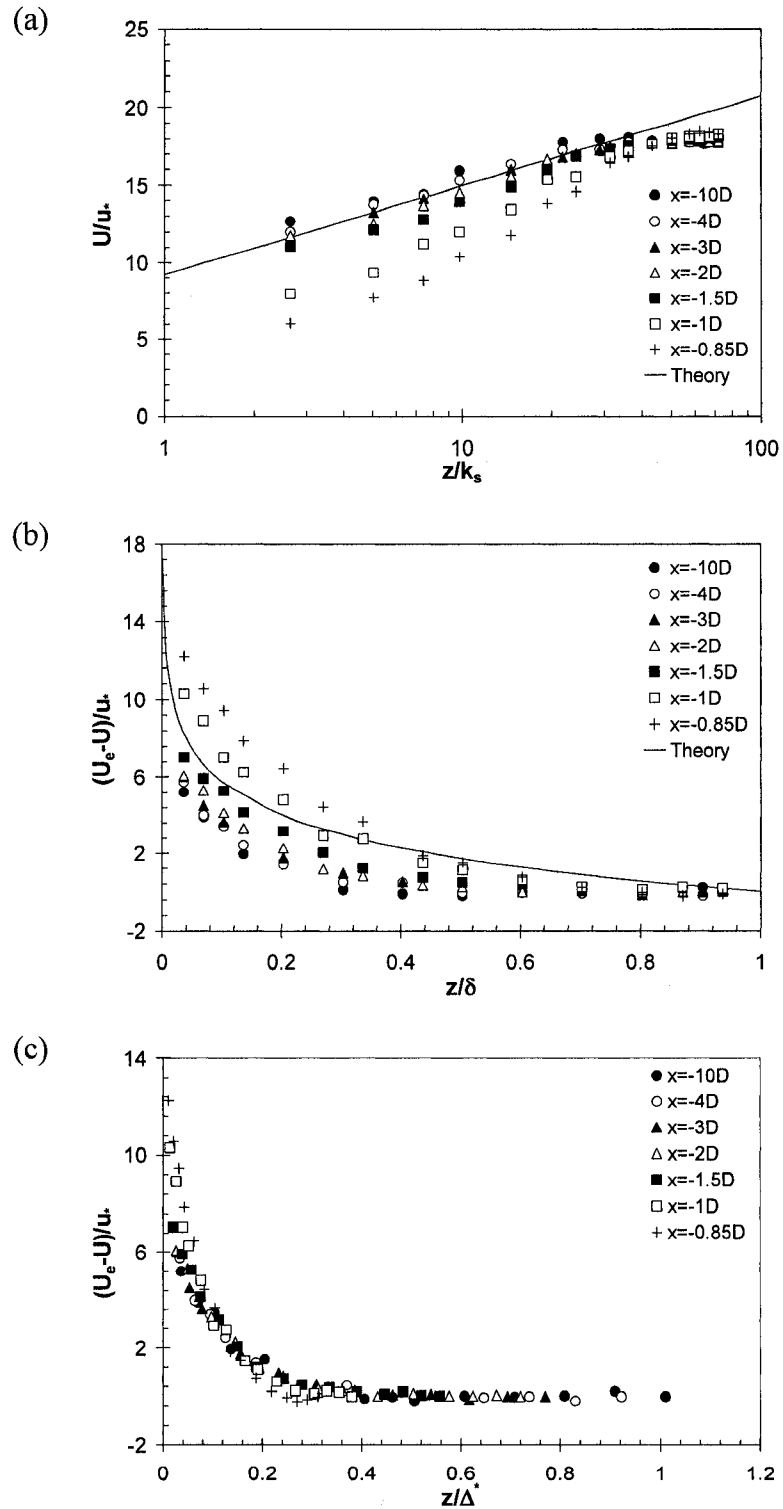 (a)
25
20
15
10
5
0
U/u*
1
10
100
z/ks
x=-10D
x=-4D
x=-3D
x=-2D
x=-1.5D
x=-1D
x=-0.85D
Theory
(b)
18
14
10
6
2
-2
(Ue-U)/u*
0
0.2
0.4
0.6
0.8
1
z/δ
x=-10D
x=-4D
x=-3D
x=-2D
x=-1.5D
x=-1D
x=-0.85D
Theory
(c)
14
10
6
2
-2
(Ue-U)/u*
0
0.2
0.4
0.6
0.8
1
1.2
z/Δ*
x=-10D
x=-4D
x=-3D
x=-2D
x=-1.5D
x=-1D
x=-0.85D